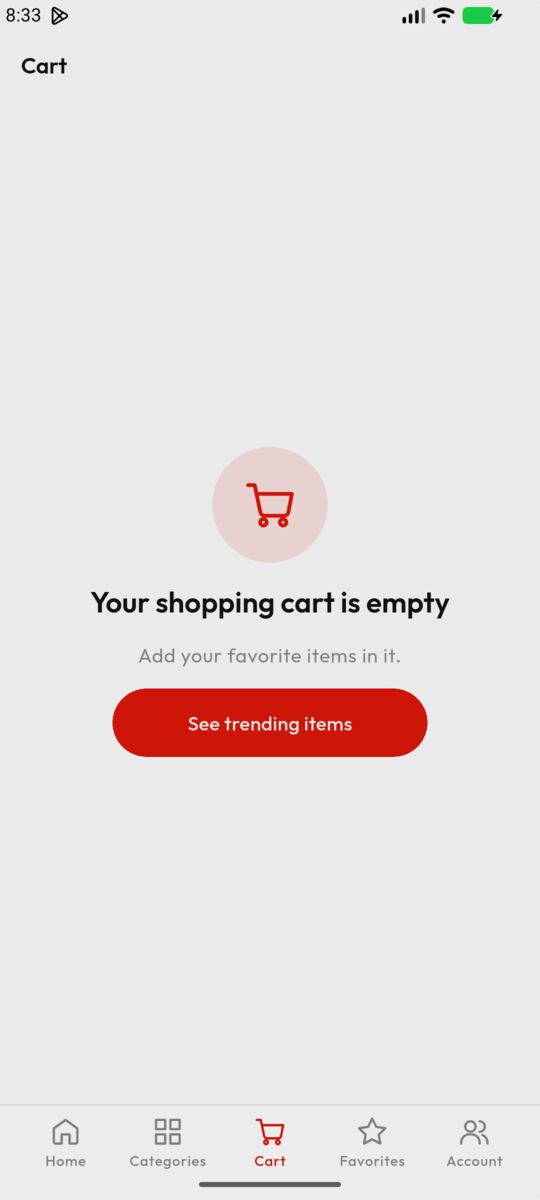 8:33
Cart
Your shopping cart is empty
Add your favorite items in it.
See trending items
Home
Categories
Cart
Favorites
Account